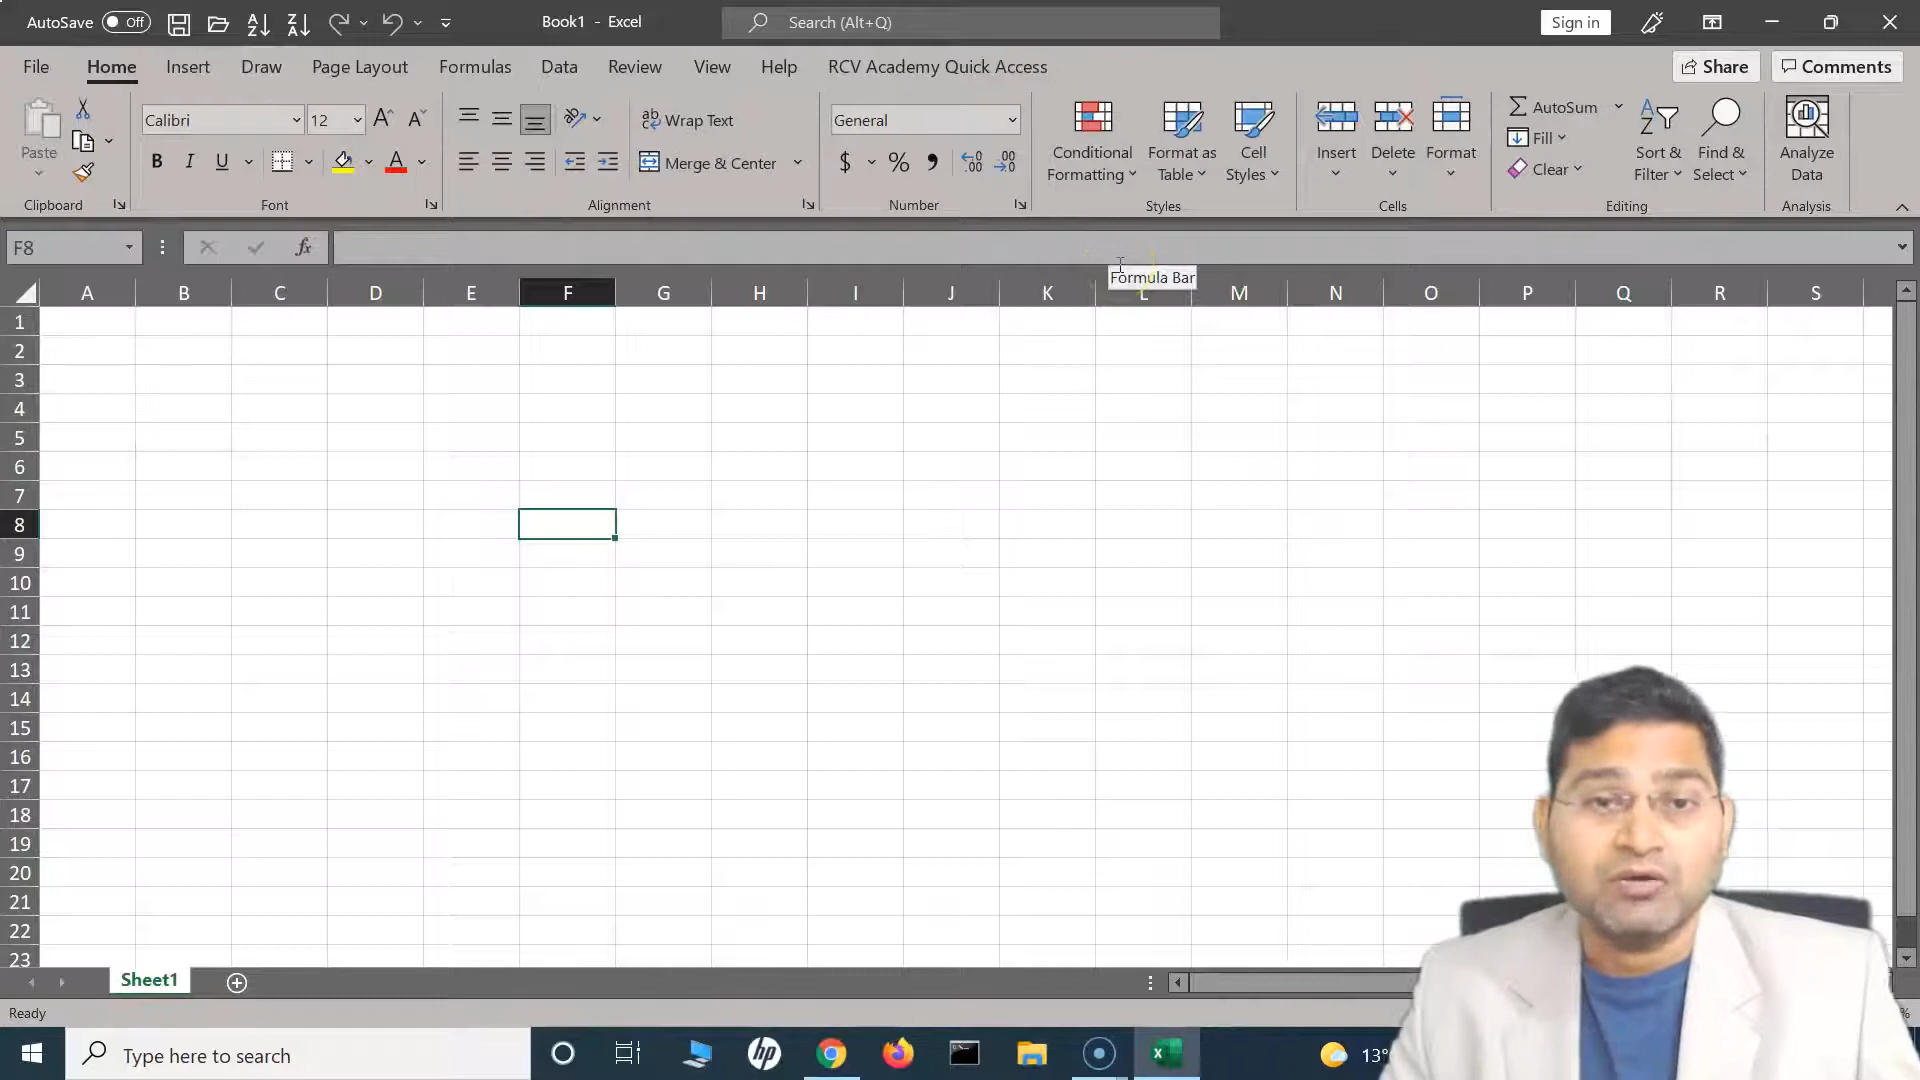 AutoSave Off Book1 - Excel Search (Alt+Q) Sign in
File Home Insert Draw Page Layout Formulas Data Review View Help RCV Academy Quick Access Share Comments
Paste
Calibri 12
B I U A
ab Wrap Text
Merge & Center
General
$ % 9 .00
Conditional Formatting
Format as Table
Cell Styles
Insert Delete Format
AutoSum
Fill
Clear
Sort & Filter
Find & Select
Analyze Data
Clipboard Font Alignment Number Styles Cells Editing Analysis
F8 fx
Formula Bar
A B C D E F G H I J K L M N O P Q R S
1
2
3
4
5
6
7
8
9
10
11
12
13
14
15
16
17
18
19
20
21
22
23
Sheet1
Ready %
Type here to search hp 13°